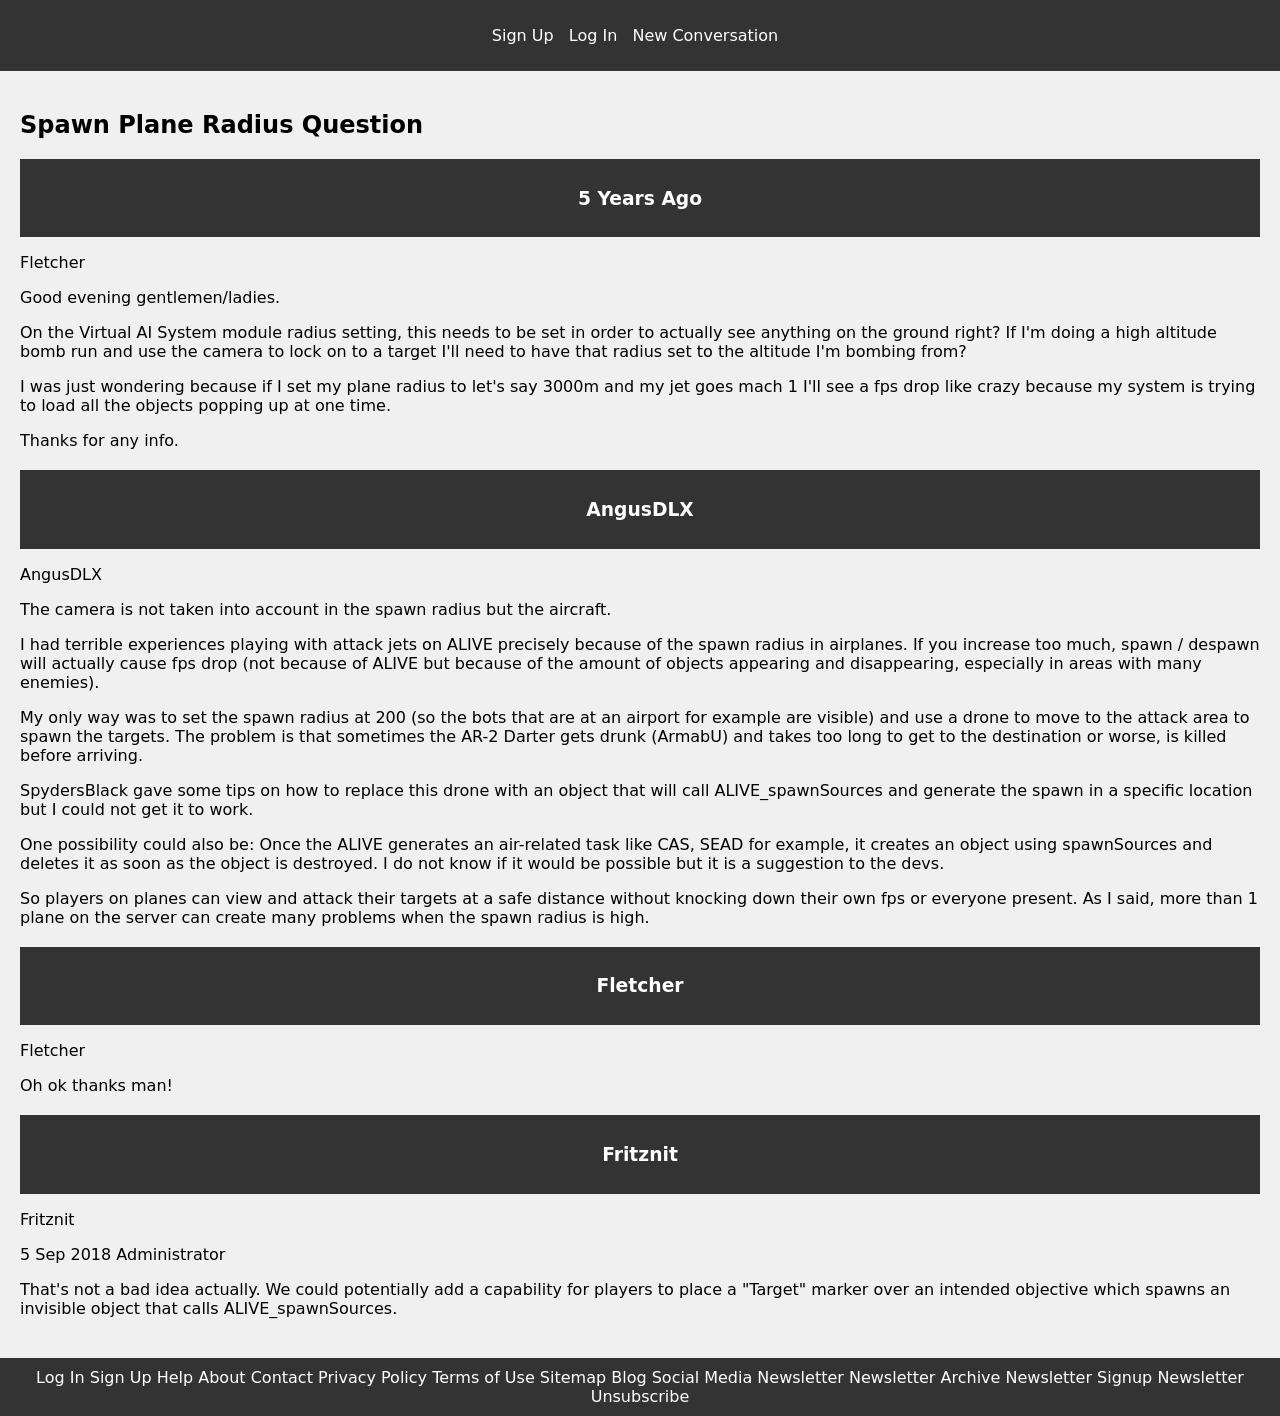 Sign Up Log In New Conversation
Spawn Plane Radius Question
5 Years Ago
Fletcher
Good evening gentlemen/ladies.
On the Virtual AI System module radius setting, this needs to be set in order to actually see anything on the ground right? If I'm doing a high altitude
bomb run and use the camera to lock on to a target I'll need to have that radius set to the altitude I'm bombing from?
I was just wondering because if I set my plane radius to let's say 3000m and my jet goes mach 1 I'll see a fps drop like crazy because my system is trying
to load all the objects popping up at one time.
Thanks for any info.
AngusDLX
AngusDLX
The camera is not taken into account in the spawn radius but the aircraft.
I had terrible experiences playing with attack jets on ALIVE precisely because of the spawn radius in airplanes. If you increase too much, spawn / despawn
will actually cause fps drop (not because of ALIVE but because of the amount of objects appearing and disappearing, especially in areas with many
enemies).
My only way was to set the spawn radius at 200 (so the bots that are at an airport for example are visible) and use a drone to move to the attack area to
spawn the targets. The problem is that sometimes the AR-2 Darter gets drunk (ArmabU) and takes too long to get to the destination or worse, is killed
before arriving.
SpydersBlack gave some tips on how to replace this drone with an object that will call ALIVE_spawnSources and generate the spawn in a specific location
but I could not get it to work.
One possibility could also be: Once the ALIVE generates an air-related task like CAS, SEAD for example, it creates an object using spawnSources and
deletes it as soon as the object is destroyed. I do not know if it would be possible but it is a suggestion to the devs.
So players on planes can view and attack their targets at a safe distance without knocking down their own fps or everyone present. As I said, more than 1
plane on the server can create many problems when the spawn radius is high.
Fletcher
Fletcher
Oh ok thanks man!
Fritznit
Fritznit
5 Sep 2018 Administrator
That's not a bad idea actually. We could potentially add a capability for players to place a "Target" marker over an intended objective which spawns an
invisible object that calls ALIVE_spawnSources.
Log In Sign Up Help About Contact Privacy Policy Terms of Use Sitemap Blog Social Media Newsletter Newsletter Archive Newsletter Signup Newsletter
Unsubscribe